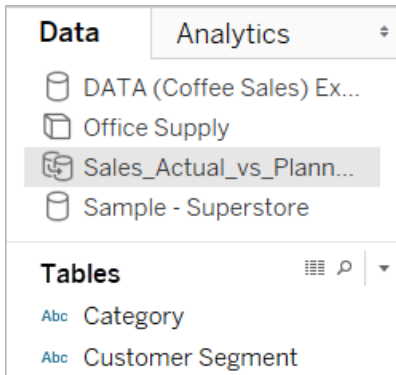 Data Analytics
DATA (Coffee Sales) Ex...
Office Supply
Sales_Actual_vs_Plann...
Sample - Superstore
Tables
Abc Category
Abc Customer Segment